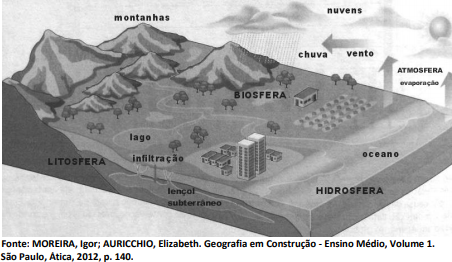 nuvens
montanhas
chuva
vento
ATMOSFERA
evaporação
BIOSFERA
lago
oceano
LITOSFERA
infiltração
HIDROSFERA
lençol
subterrâneo
Fonte: MOREIRA, Igor; AURICCHIO, Elizabeth. Geografia em Construção - Ensino Médio, Volume 1.
São Paulo, Ática, 2012, p. 140.